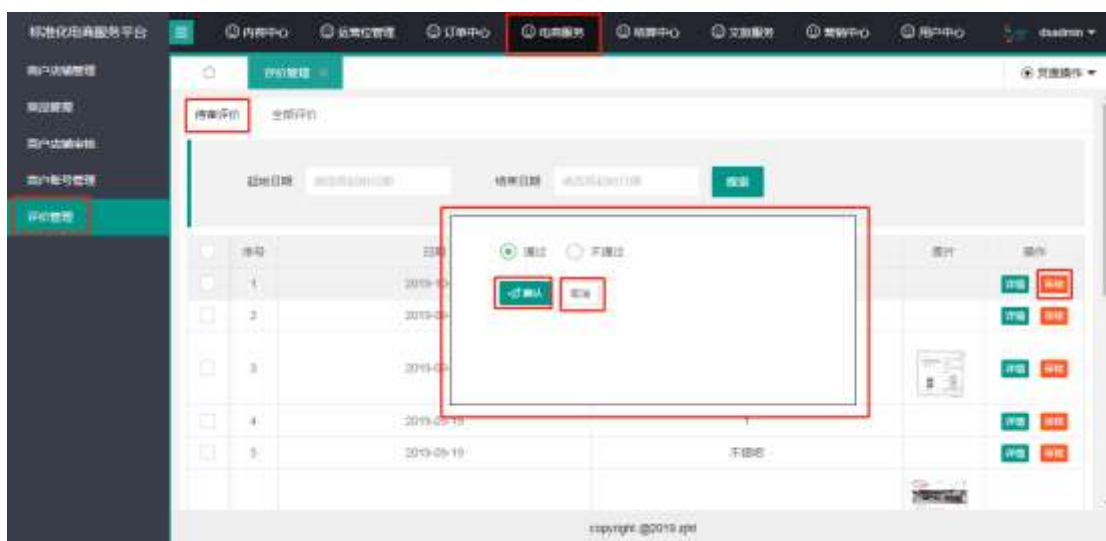 标准化电商服务平台
内容中心
运营位管理
订单中心
电商服务
结算中心
文旅服务
营销中心
用户中心
dsadmin
商户店铺管理
商户店铺审核
商户账号管理
评价管理
评价管理
页面操作
待审评价
全部评价
起始日期
结束日期
搜索
序号
日期
图片
操作
通过
不通过
确认
取消
1
详情 审核
2
详情 审核
3
详情 审核
4 2019-09-19 1 详情 审核
5 2019-09-19 不错吧 详情 审核
copyright @2019 zjtd